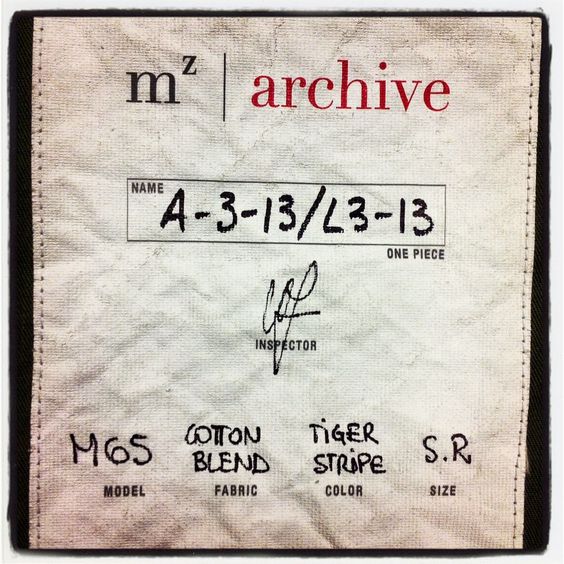 mz | archive
NAME
A-3-13/L3-13
ONE PIECE
INSPECTOR
M65 COTTON BLEND TIGER STRIPE S.R
MODEL FABRIC COLOR SIZE